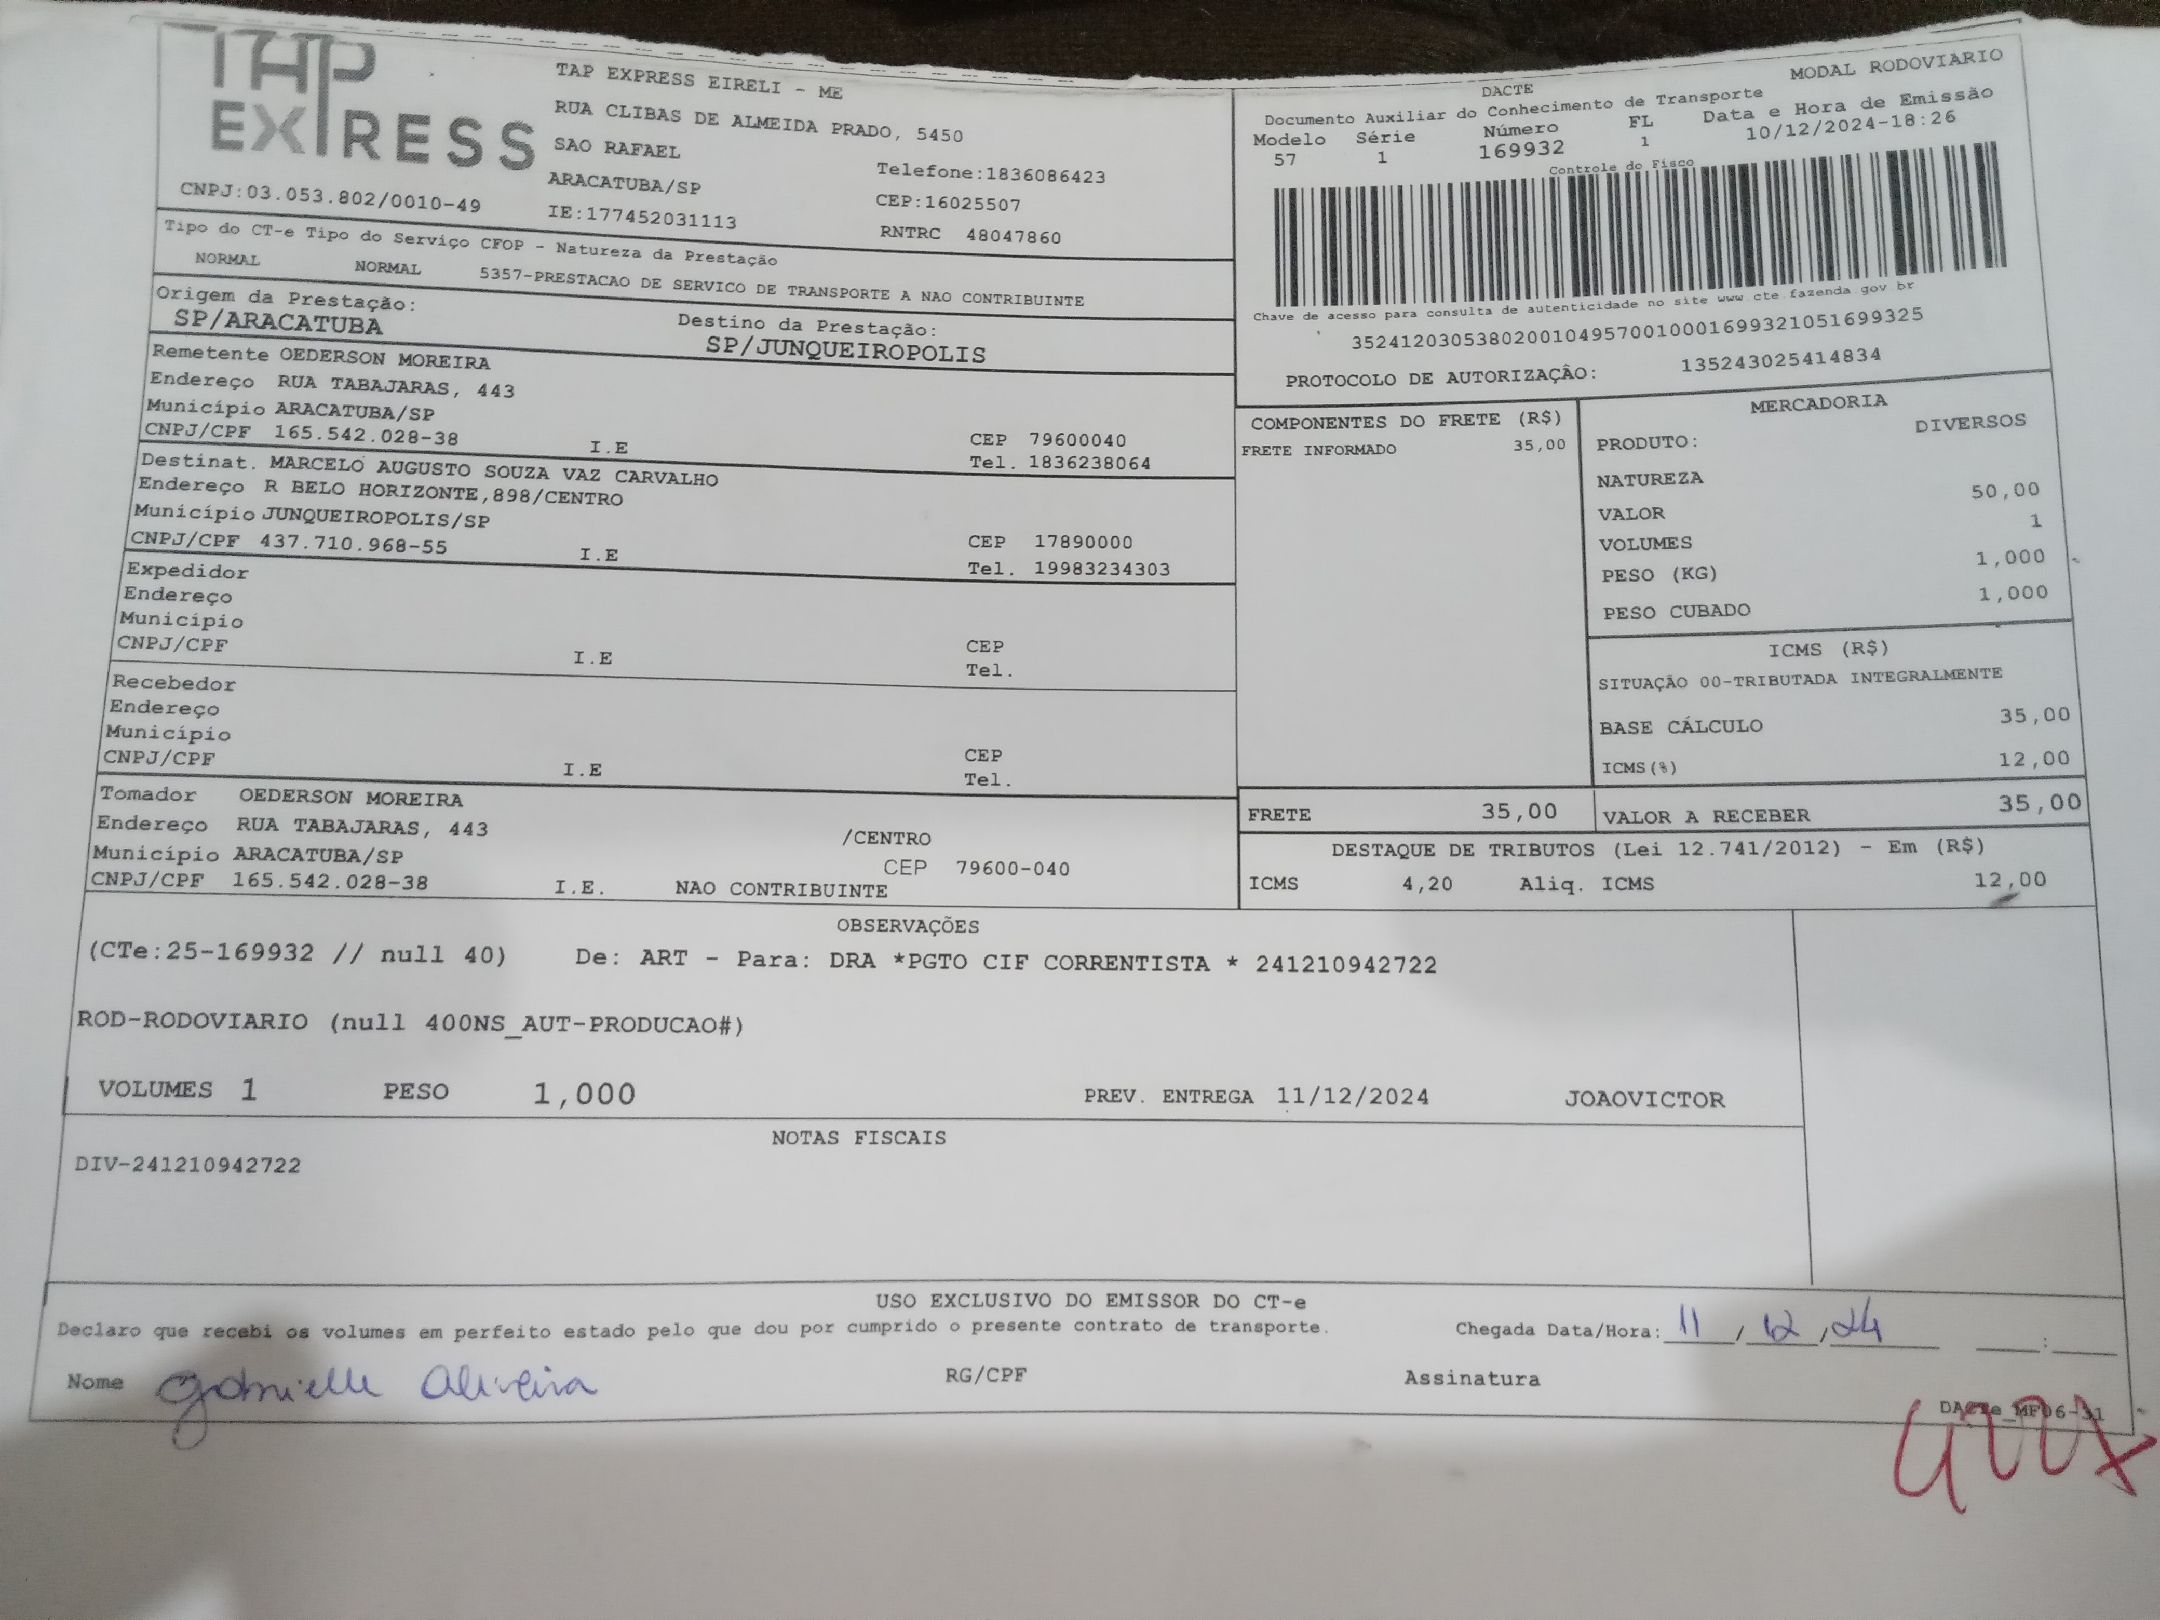 TAP
EXPRESS
CNPJ:03.053.802/0010-49
TAP EXPRESS EIRELI - ME
RUA CLIBAS DE ALMEIDA PRADO, 5450
SAO RAFAEL
ARACATUBA/SP
IE:177452031113
Telefone:1836086423
CEP:16025507
RNTRC 48047860
DACTE
MODAL RODOVIARIO
Documento Auxiliar do Conhecimento de Transporte
Modelo Série Número FL Data e Hora de Emissão
57 1 169932 1 10/12/2024-18:26
Controle do Fisco
Chave de acesso para consulta de autenticidade no site www.cte.fazenda.gov.br
35241203053802001049570010001699321051699325
PROTOCOLO DE AUTORIZAÇÃO: 135243025414834
Tipo do CT-e Tipo do Serviço CFOP - Natureza da Prestação
NORMAL NORMAL 5357-PRESTACAO DE SERVICO DE TRANSPORTE A NAO CONTRIBUINTE
Origem da Prestação:
SP/ARACATUBA
Destino da Prestação:
SP/JUNQUEIROPOLIS
Remetente OEDERSON MOREIRA
Endereço RUA TABAJARAS, 443
Município ARACATUBA/SP
CNPJ/CPF 165.542.028-38 I.E
CEP 79600040
Tel. 1836238064
Destinat. MARCELO AUGUSTO SOUZA VAZ CARVALHO
Endereço R BELO HORIZONTE,898/CENTRO
Município JUNQUEIROPOLIS/SP
CNPJ/CPF 437.710.968-55 I.E
CEP 17890000
Tel. 19983234303
Expedidor
Endereço
Município
CNPJ/CPF I.E
CEP
Tel.
Recebedor
Endereço
Município
CNPJ/CPF I.E
CEP
Tel.
Tomador OEDERSON MOREIRA
Endereço RUA TABAJARAS, 443 /CENTRO
Município ARACATUBA/SP CEP 79600-040
CNPJ/CPF 165.542.028-38 I.E. NAO CONTRIBUINTE
COMPONENTES DO FRETE (R$)
FRETE INFORMADO 35,00
MERCADORIA
PRODUTO: DIVERSOS
NATUREZA
VALOR 50,00
VOLUMES 1
PESO (KG) 1,000
PESO CUBADO 1,000
ICMS (R$)
SITUAÇÃO 00-TRIBUTADA INTEGRALMENTE
BASE CÁLCULO 35,00
ICMS(%) 12,00
FRETE 35,00 VALOR A RECEBER 35,00
DESTAQUE DE TRIBUTOS (Lei 12.741/2012) - Em (R$)
ICMS 4,20 Aliq. ICMS 12,00
OBSERVAÇÕES
(CTe:25-169932 // null 40) De: ART - Para: DRA *PGTO CIF CORRENTISTA * 241210942722
ROD-RODOVIARIO (null 400NS_AUT-PRODUCAO#)
VOLUMES 1 PESO 1,000 PREV. ENTREGA 11/12/2024 JOAOVICTOR
NOTAS FISCAIS
DIV-241210942722
USO EXCLUSIVO DO EMISSOR DO CT-e
Declaro que recebi os volumes em perfeito estado pelo que dou por cumprido o presente contrato de transporte. Chegada Data/Hora: 11/12/24 :
Nome Gabrielle Oliveira RG/CPF Assinatura